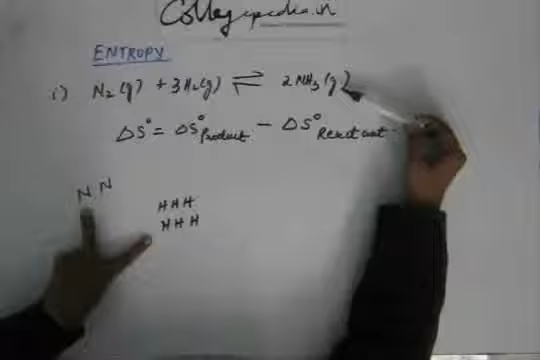 Collegepedia.in
ENTROPY
i) N₂(g) + 3H₂(g) ⇌ 2NH₃(g)
ΔS° = ΔS°Product - ΔS°Reactant
N N
H H H
H H H